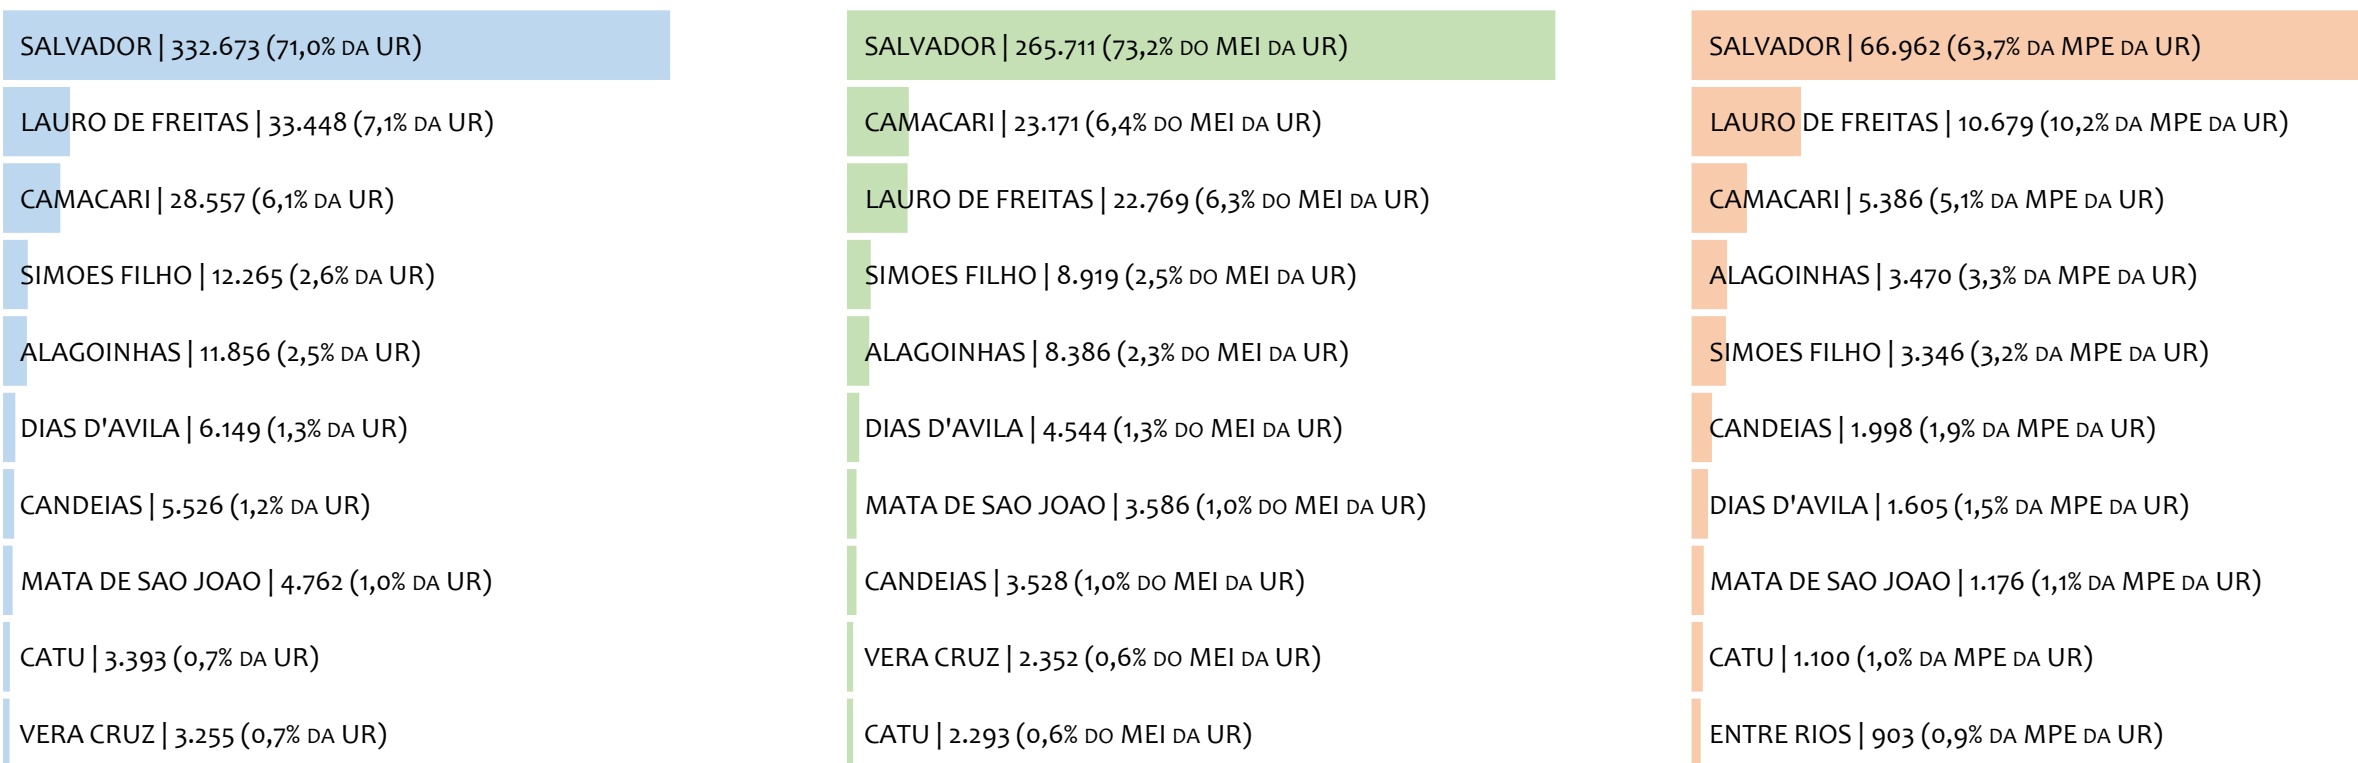 SALVADOR | 332.673 (71,0% DA UR)
LAURO DE FREITAS | 33.448 (7,1% DA UR)
CAMACARI | 28.557 (6,1% DA UR)
SIMOES FILHO | 12.265 (2,6% DA UR)
ALAGOINHAS | 11.856 (2,5% DA UR)
DIAS D'AVILA | 6.149 (1,3% DA UR)
CANDEIAS | 5.526 (1,2% DA UR)
MATA DE SAO JOAO | 4.762 (1,0% DA UR)
CATU | 3.393 (0,7% DA UR)
VERA CRUZ | 3.255 (0,7% DA UR)
SALVADOR | 265.711 (73,2% DO MEI DA UR)
CAMACARI | 23.171 (6,4% DO MEI DA UR)
LAURO DE FREITAS | 22.769 (6,3% DO MEI DA UR)
SIMOES FILHO | 8.919 (2,5% DO MEI DA UR)
ALAGOINHAS | 8.386 (2,3% DO MEI DA UR)
DIAS D'AVILA | 4.544 (1,3% DO MEI DA UR)
MATA DE SAO JOAO | 3.586 (1,0% DO MEI DA UR)
CANDEIAS | 3.528 (1,0% DO MEI DA UR)
VERA CRUZ | 2.352 (0,6% DO MEI DA UR)
CATU | 2.293 (0,6% DO MEI DA UR)
SALVADOR | 66.962 (63,7% DA MPE DA UR)
LAURO DE FREITAS | 10.679 (10,2% DA MPE DA UR)
CAMACARI | 5.386 (5,1% DA MPE DA UR)
ALAGOINHAS | 3.470 (3,3% DA MPE DA UR)
SIMOES FILHO | 3.346 (3,2% DA MPE DA UR)
CANDEIAS | 1.998 (1,9% DA MPE DA UR)
DIAS D'AVILA | 1.605 (1,5% DA MPE DA UR)
MATA DE SAO JOAO | 1.176 (1,1% DA MPE DA UR)
CATU | 1.100 (1,0% DA MPE DA UR)
ENTRE RIOS | 903 (0,9% DA MPE DA UR)